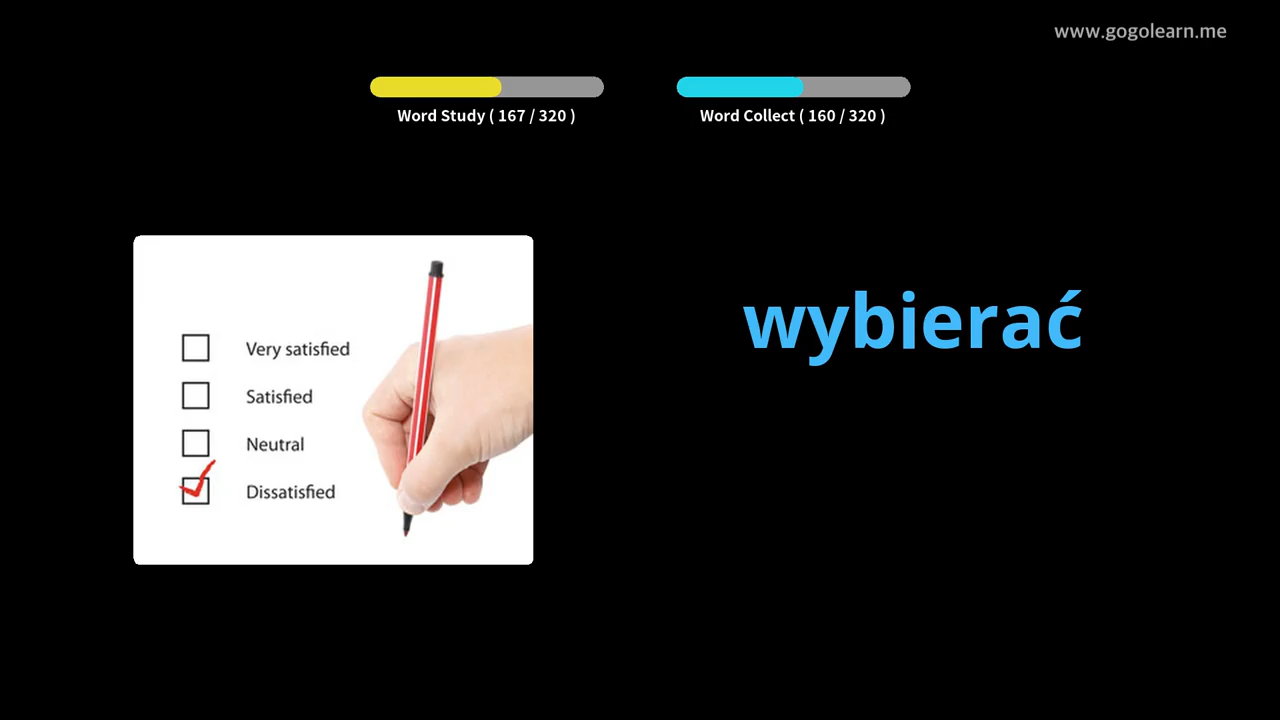 www.gogolearn.me
Word Study ( 167 / 320 )
Word Collect ( 160 / 320 )
Very satisfied
Satisfied
Neutral
Dissatisfied
wybierać